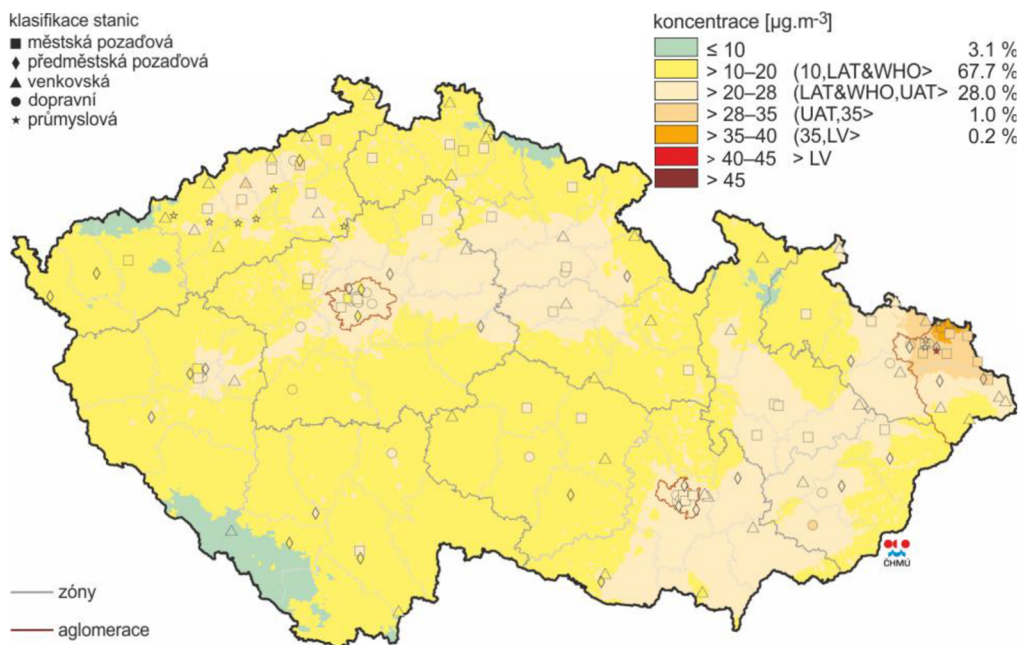 klasifikace stanic
městská pozaďová
předměstská pozaďová
venkovská
dopravní
průmyslová
koncentrace [µg.m-³]
≤ 10 3.1 %
> 10–20 (10,LAT&WHO> 67.7 %
> 20–28 (LAT&WHO,UAT> 28.0 %
> 28–35 (UAT,35> 1.0 %
> 35–40 (35,LV> 0.2 %
> 40–45 > LV
> 45
ČHMÚ
zóny
aglomerace